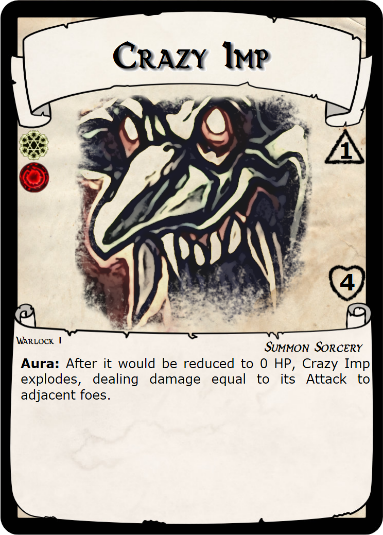 Crazy Imp
1
4
Warlock 1
Summon Sorcery
Aura: After it would be reduced to 0 HP, Crazy Imp
explodes, dealing damage equal to its Attack to
adjacent foes.